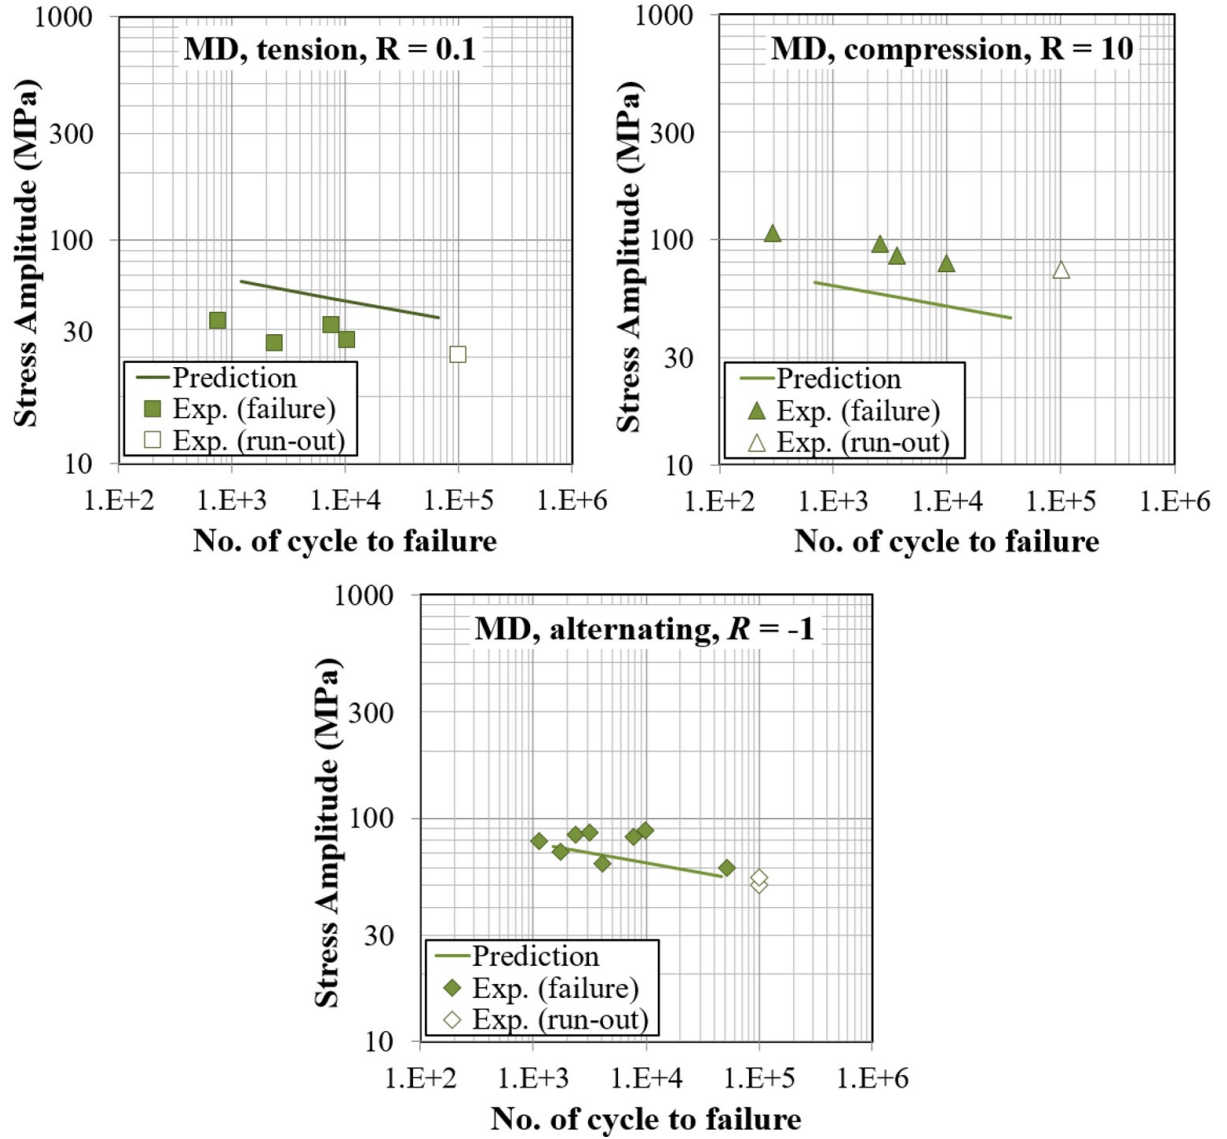 MD, tension, R = 0.1
Stress Amplitude (MPa)
1000
300
100
30
10
Prediction
Exp. (failure)
Exp. (run-out)
1.E+2 1.E+3 1.E+4 1.E+5 1.E+6
No. of cycle to failure
MD, compression, R = 10
Stress Amplitude (MPa)
1000
300
100
30
10
Prediction
Exp. (failure)
Exp. (run-out)
1.E+2 1.E+3 1.E+4 1.E+5 1.E+6
No. of cycle to failure
MD, alternating, R = -1
Stress Amplitude (MPa)
1000
300
100
30
10
Prediction
Exp. (failure)
Exp. (run-out)
1.E+2 1.E+3 1.E+4 1.E+5 1.E+6
No. of cycle to failure